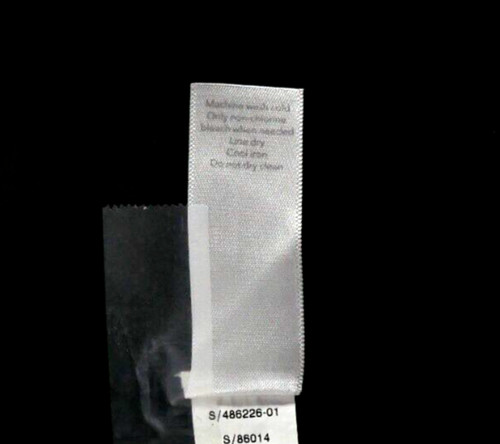 Machine wash cold
Only non-chlorine
bleach when needed
Line dry
Cool iron
Do not dry clean
S/486226-01
S/86014